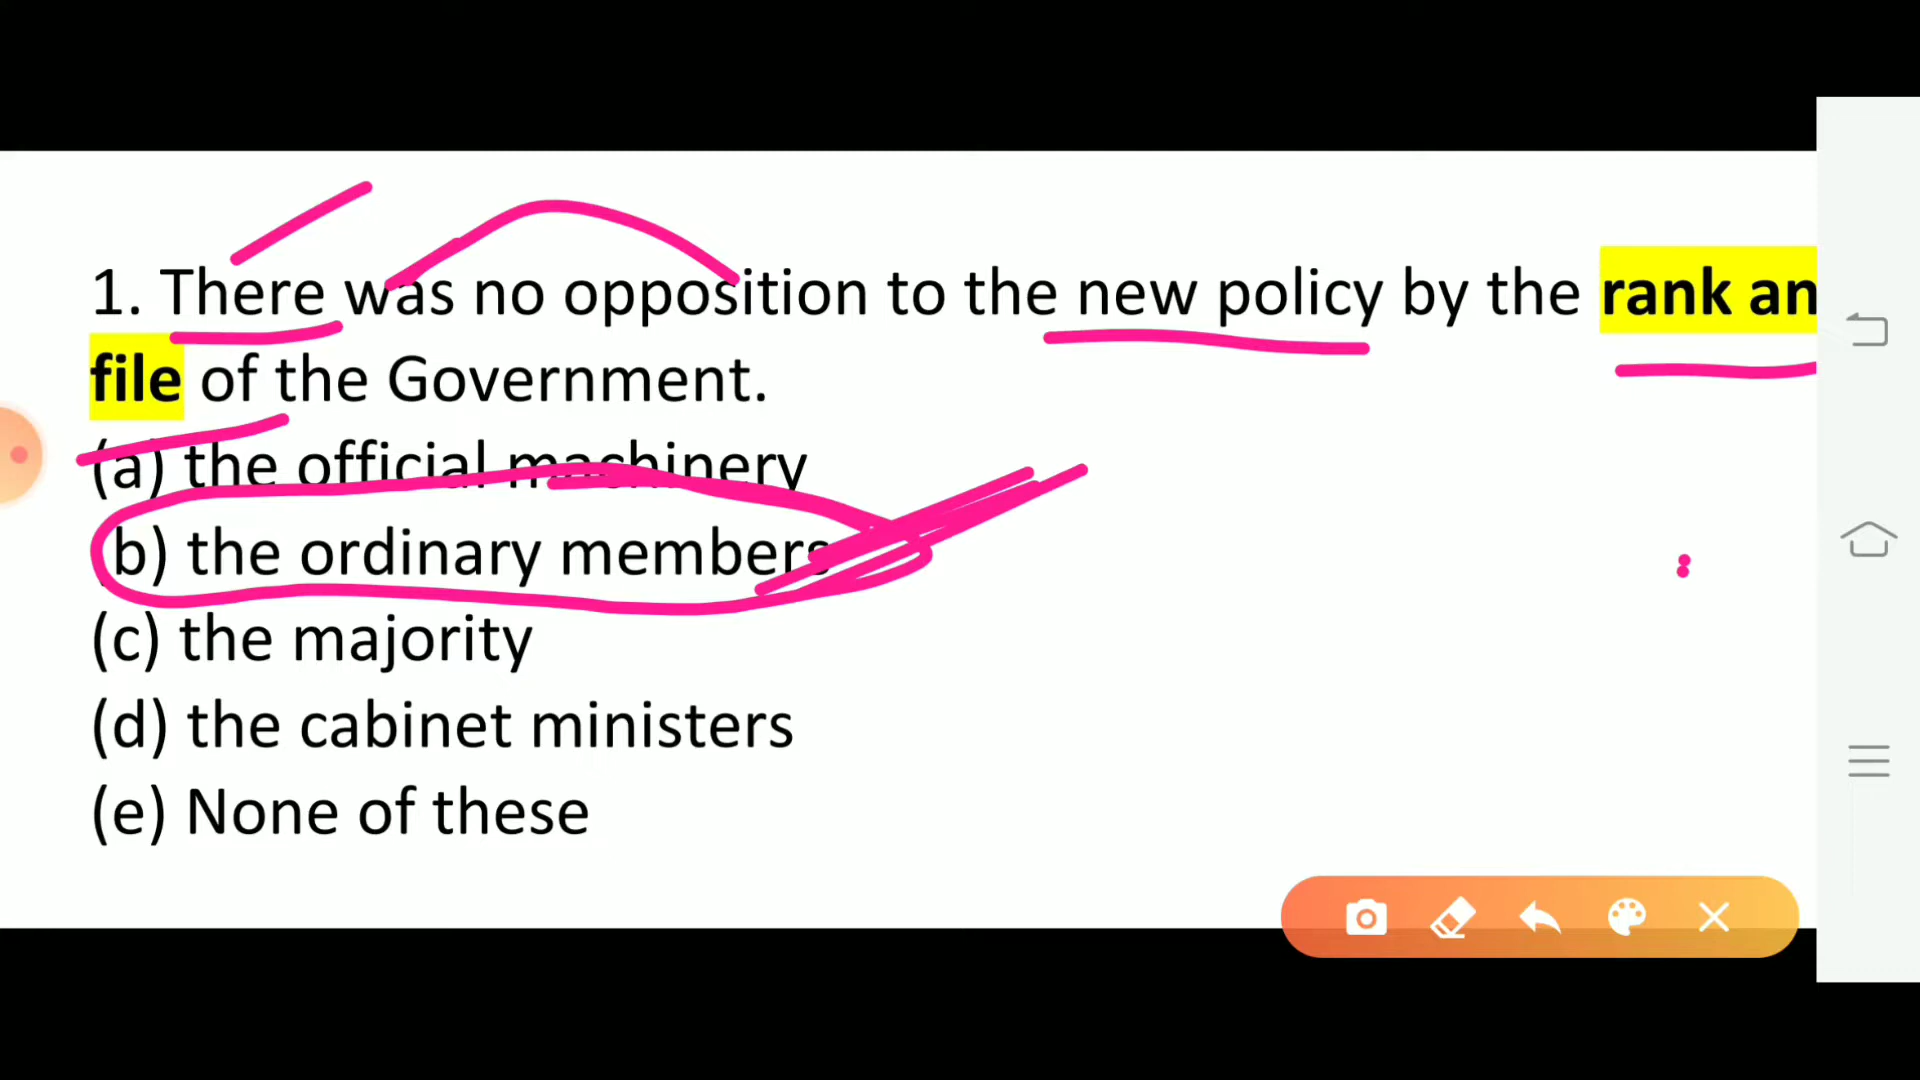 1. There was no opposition to the new policy by the rank an
file of the Government.
(a) the official machinery
(b) the ordinary members
(c) the majority
(d) the cabinet ministers
(e) None of these